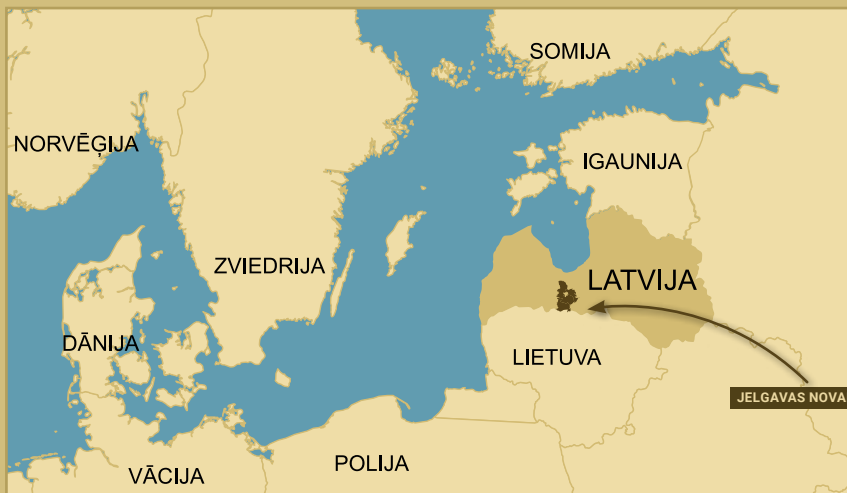 SOMIJA
NORVĒĢIJA
IGAUNIJA
ZVIEDRIJA
LATVIJA
DĀNIJA
LIETUVA
JELGAVAS NOVA
POLIJA
VĀCIJA